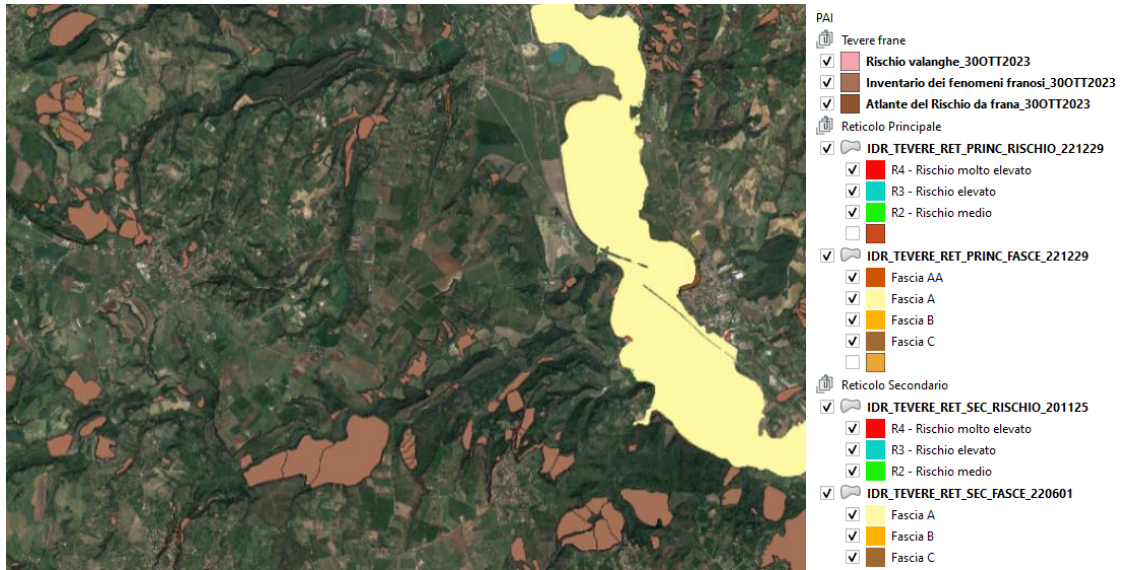 PAI
Tevere frane
Rischio valanghe_30OTT2023
Inventario dei fenomeni franosi_30OTT2023
Atlante del Rischio da frana_30OTT2023
Reticolo Principale
IDR_TEVERE_RET_PRINC_RISCHIO_221229
R4 - Rischio molto elevato
R3 - Rischio elevato
R2 - Rischio medio
IDR_TEVERE_RET_PRINC_FASCE_221229
Fascia AA
Fascia A
Fascia B
Fascia C
Reticolo Secondario
IDR_TEVERE_RET_SEC_RISCHIO_201125
R4 - Rischio molto elevato
R3 - Rischio elevato
R2 - Rischio medio
IDR_TEVERE_RET_SEC_FASCE_220601
Fascia A
Fascia B
Fascia C